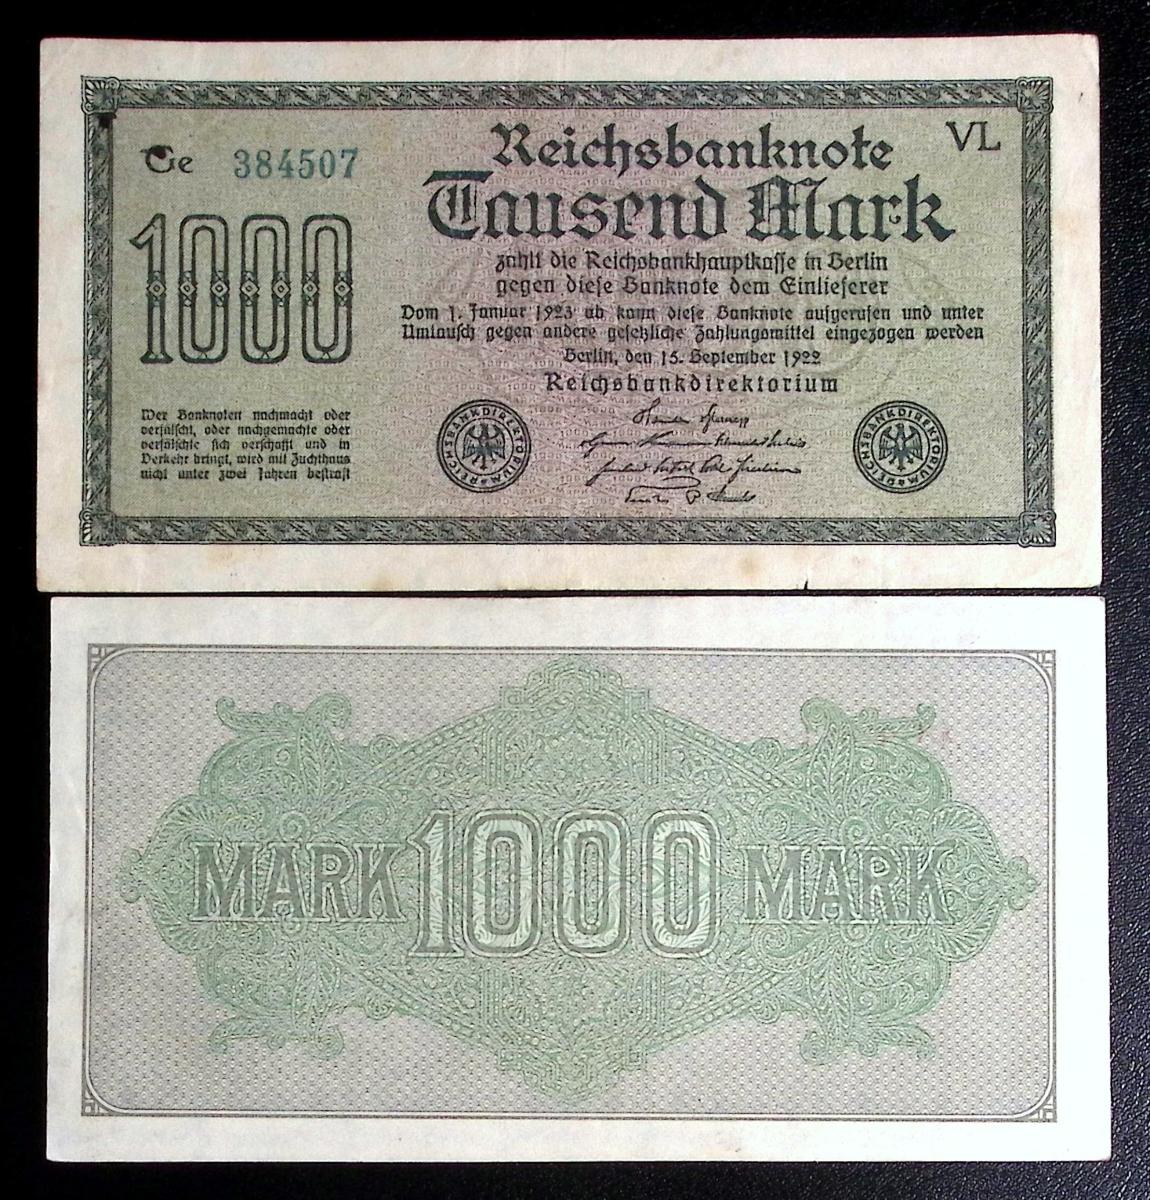 384507
VL
Reichsbanknote
Tausend Mark
1000
zahlt die Reichsbankhauptkasse in Berlin
gegen diese Banknote dem Einlieferer
Vom 1. Januar 1923 ab kann diese Banknote aufgerufen und unter
Umtausch gegen andere gesetzliche Zahlungsmittel eingezogen werden
Berlin, den 15. September 1922
Reichsbankdirektorium
Wer Banknoten nachmacht oder
verfälscht, oder nachgemachte oder
verfälschte sich verschafft und in
Verkehr bringt, wird mit Zuchthaus
nicht unter zwei Jahren bestraft
REICHSBANKDIREKTORIUM
REICHSBANKDIREKTORIUM
MARK 1000 MARK